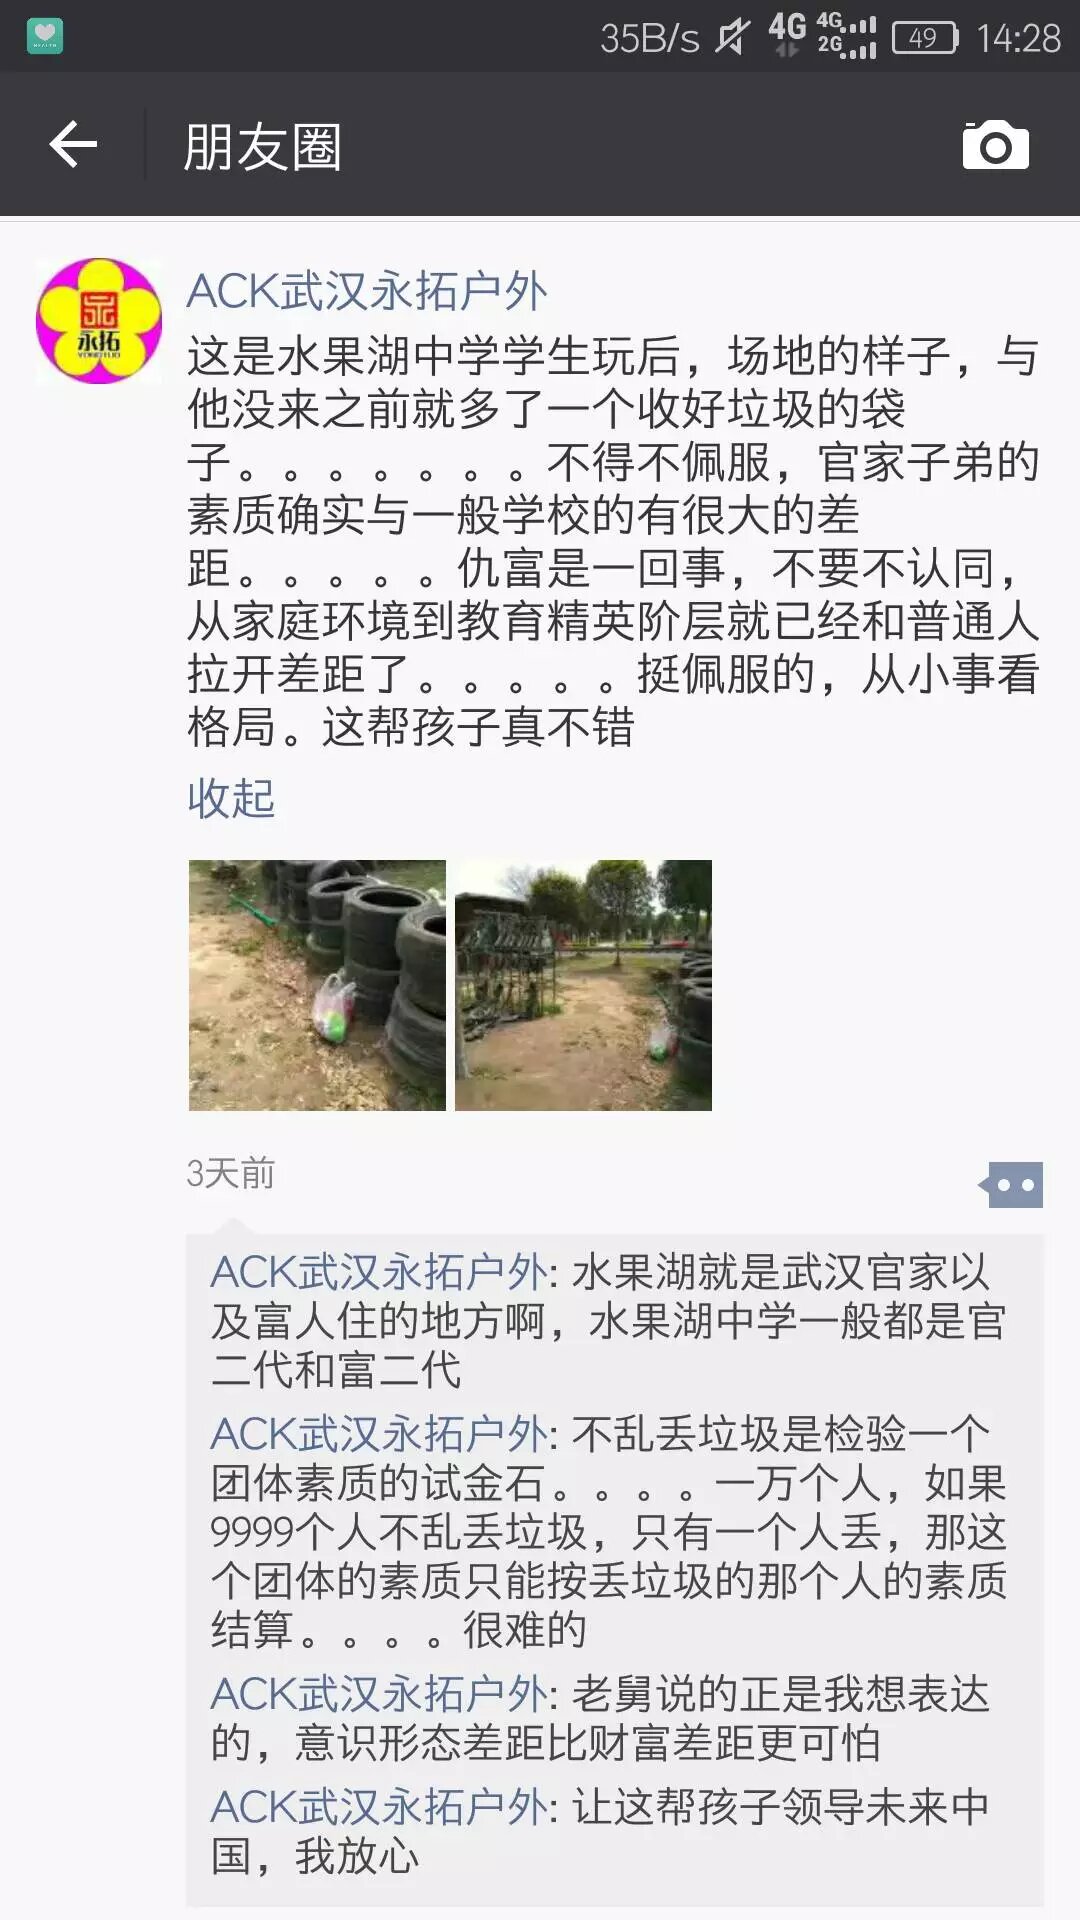 35B/s 4G 4G 2G 49 14:28
朋友圈
ACK武汉永拓户外
这是水果湖中学学生玩后，场地的样子，与
他没来之前就多了一个收好垃圾的袋
子。。。。。。。不得不佩服，官家子弟的
素质确实与一般学校的有很大的差
距。。。。。仇富是一回事，不要不认同，
从家庭环境到教育精英阶层就已经和普通人
拉开差距了。。。。。挺佩服的，从小事看
格局。这帮孩子真不错
永拓
YONGTUO
收起
3天前
ACK武汉永拓户外: 水果湖就是武汉官家以
及富人住的地方啊，水果湖中学一般都是官
二代和富二代
ACK武汉永拓户外: 不乱丢垃圾是检验一个
团体素质的试金石。。。。一万个人，如果
9999个人不乱丢垃圾，只有一个人丢，那这
个团体的素质只能按丢垃圾的那个人的素质
结算。。。。很难的
ACK武汉永拓户外: 老舅说的正是我想表达
的，意识形态差距比财富差距更可怕
ACK武汉永拓户外: 让这帮孩子领导未来中
国，我放心